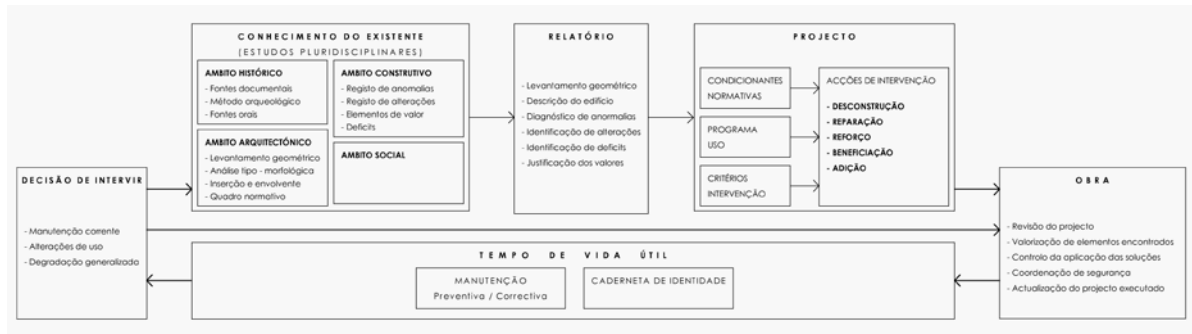 DECISÃO DE INTERVIR
- Manutenção corrente
- Alterações de uso
- Degradação generalizada
CONHECIMENTO DO EXISTENTE
(ESTUDOS PLURIDISCIPLINARES)
AMBITO HISTÓRICO
- Fontes documentais
- Método arqueológico
- Fontes orais
AMBITO CONSTRUTIVO
- Registo de anomalias
- Registo de alterações
- Elementos de valor
- Deficits
AMBITO ARQUITECTÓNICO
- Levantamento geométrico
- Análise tipo - morfológica
- Inserção e envolvente
- Quadro normativo
AMBITO SOCIAL
RELATÓRIO
- Levantamento geométrico
- Descrição do edifício
- Diagnóstico de anomalias
- Identificação de alterações
- Identificação de deficits
- Justificação dos valores
PROJECTO
CONDICIONANTES
NORMATIVAS
PROGRAMA
USO
CRITÉRIOS
INTERVENÇÃO
ACÇÕES DE INTERVENÇÃO
- DESCONSTRUÇÃO
- REPARAÇÃO
- REFORÇO
- BENEFICIAÇÃO
- ADIÇÃO
OBRA
- Revisão do projecto
- Valorização de elementos encontrados
- Controlo da aplicação das soluções
- Coordenação de segurança
- Actualização do projecto executado
TEMPO DE VIDA ÚTIL
MANUTENÇÃO
Preventiva / Correctiva
CADERNETA DE IDENTIDADE